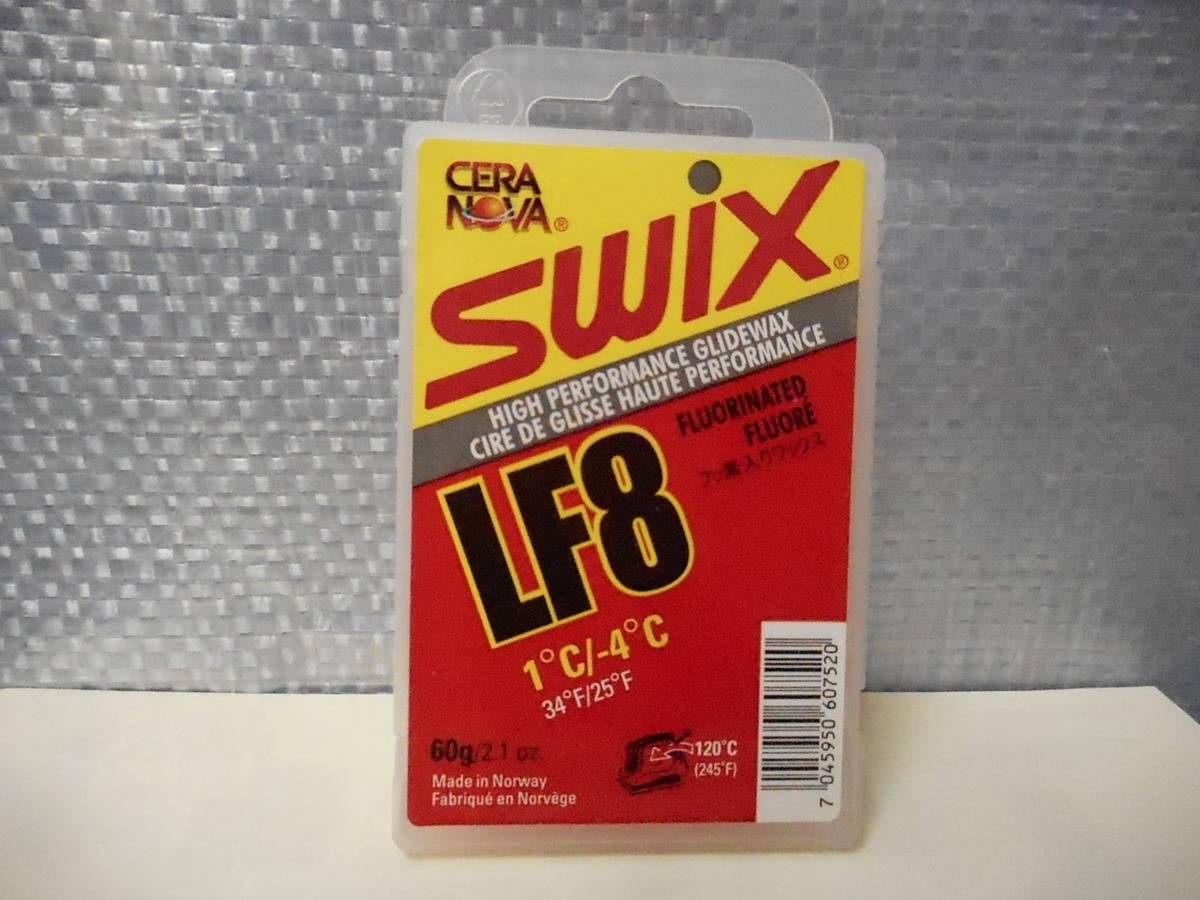 CERA
NOVA®
SWIX®
HIGH PERFORMANCE GLIDEWAX
CIRE DE GLISSE HAUTE PERFORMANCE
FLUORINATED
FLUORÉ
フッ素入りワックス
LF8
1°C/-4°C
34°F/25°F
60g/2.1 oz.
Made in Norway
Fabriqué en Norvège
120°C
(245°F)
7 045950 607520